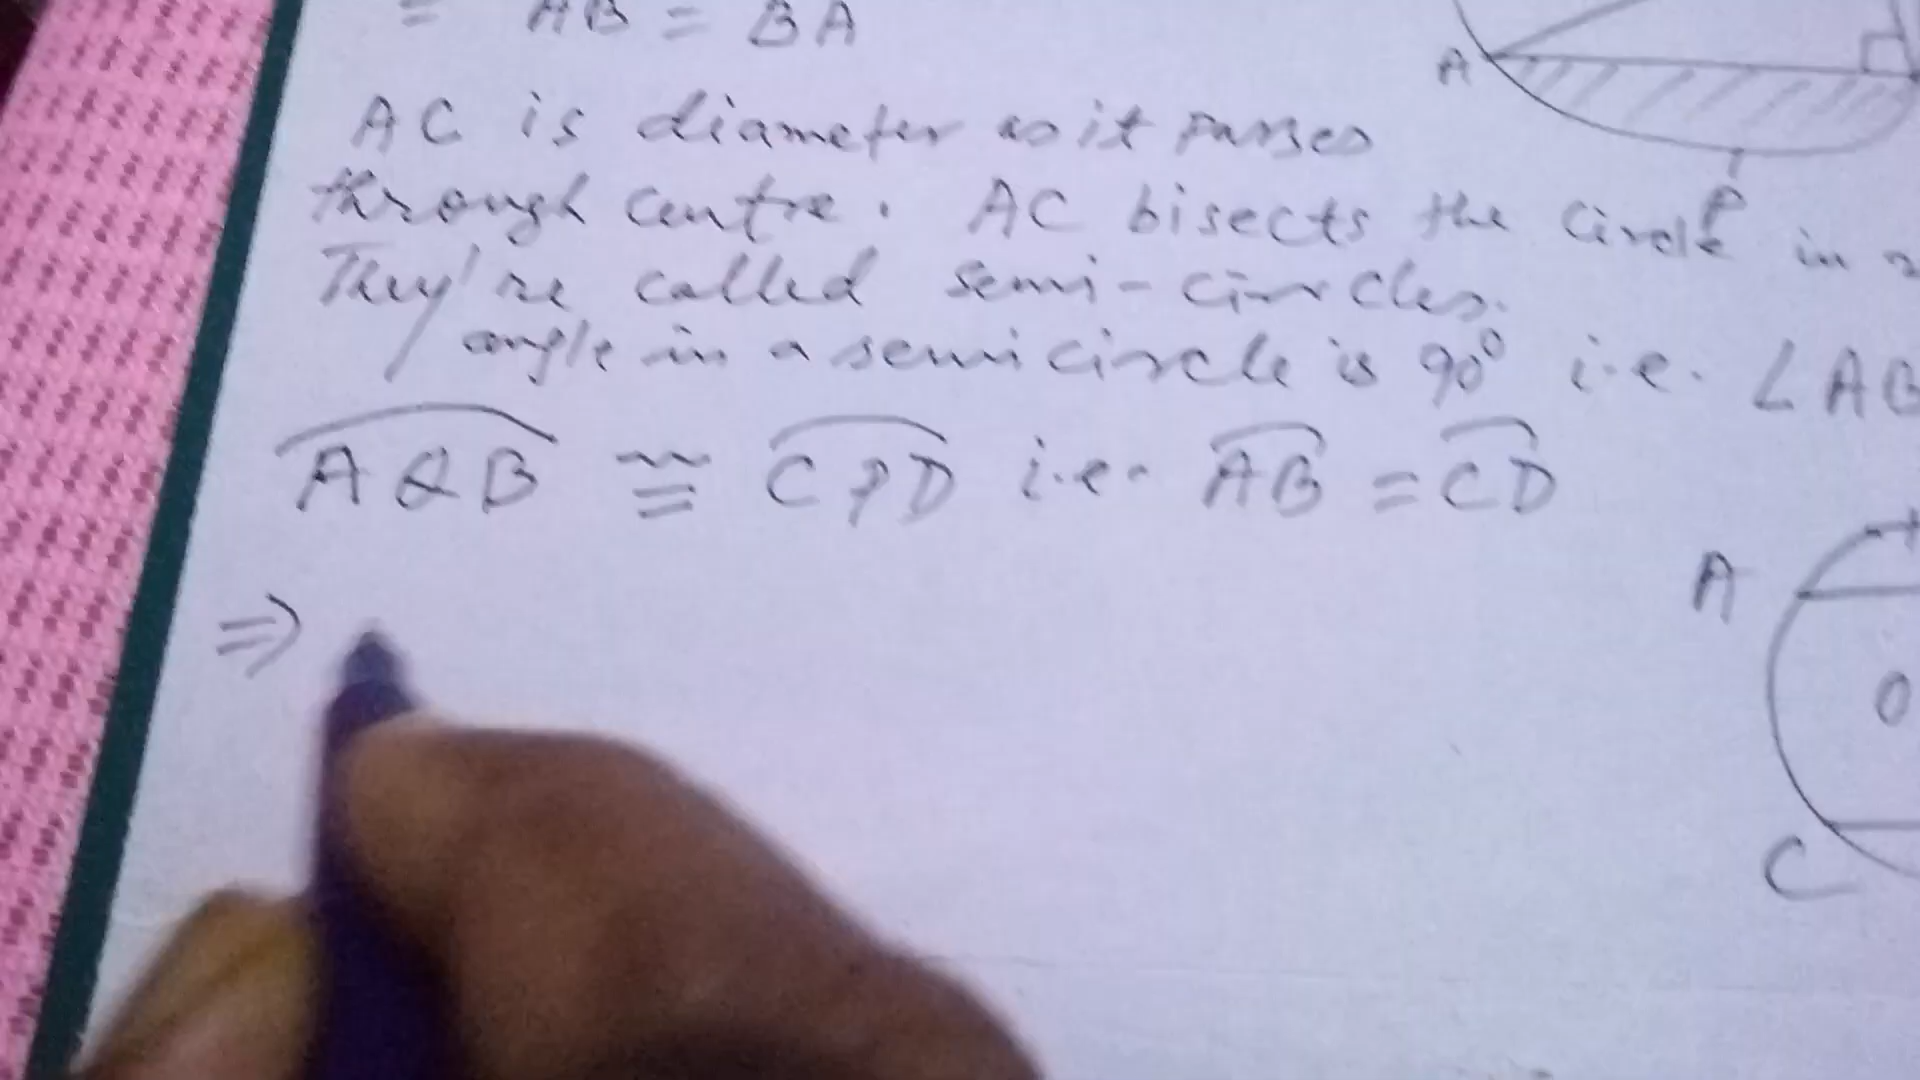 = AB = BA
A
AC is diameter as it passes
P
through centre. AC bisects the circle in 2
They're called semi-circles.
angle in a semicircle is 90° i.e. ∠AB
AQB ≅ CPD i.e. AB = CD
A
⇒
O
C